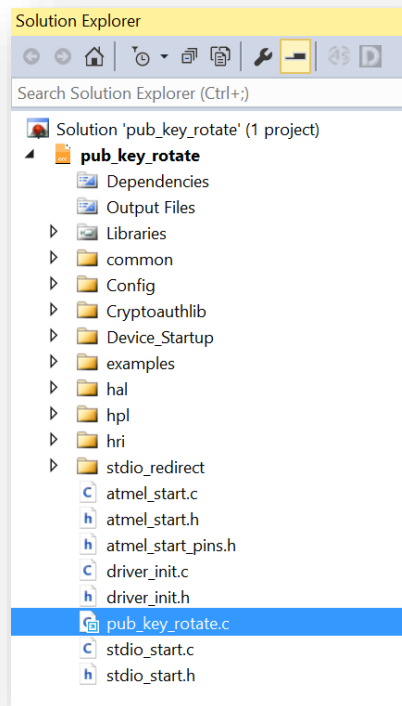 Solution Explorer
Search Solution Explorer (Ctrl+;)
Solution 'pub_key_rotate' (1 project)
pub_key_rotate
Dependencies
Output Files
Libraries
common
Config
Cryptoauthlib
Device_Startup
examples
hal
hpl
hri
stdio_redirect
C atmel_start.c
h atmel_start.h
h atmel_start_pins.h
C driver_init.c
h driver_init.h
pub_key_rotate.c
C stdio_start.c
h stdio_start.h